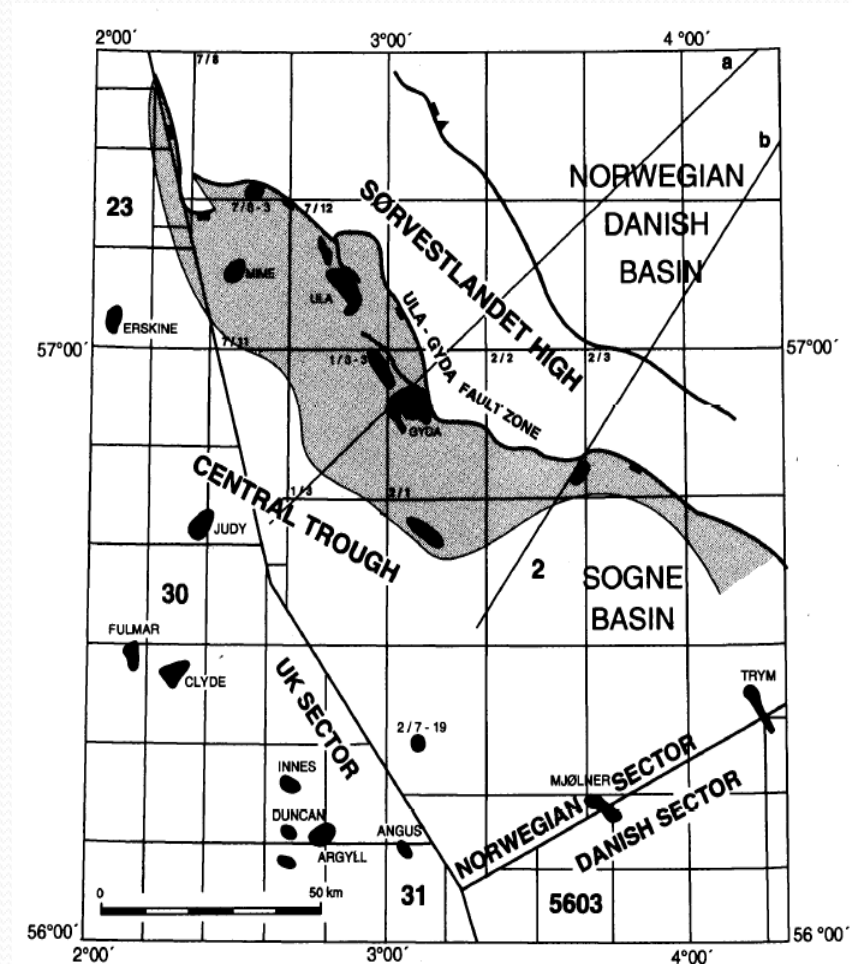 2°00´
3°00´
4°00´
7/8
a
b
NORWEGIAN
DANISH
BASIN
23
7/8-3
7/12
SØRVESTLANDET HIGH
MIME
ULA
ERSKINE
ULA - GYDA FAULT ZONE
57°00´
7/11
1/3-3
2/2
2/3
57°00´
GYDA
CENTRAL TROUGH
1/3
2/1
JUDY
2
SOGNE
BASIN
30
FULMAR
CLYDE
UK SECTOR
TRYM
2/7-19
INNES
MJØLNER
NORWEGIAN SECTOR
DANISH SECTOR
DUNCAN
ANGUS
ARGYLL
0
50 km
31
5603
56°00´
56°00´
2°00´
3°00´
4°00´